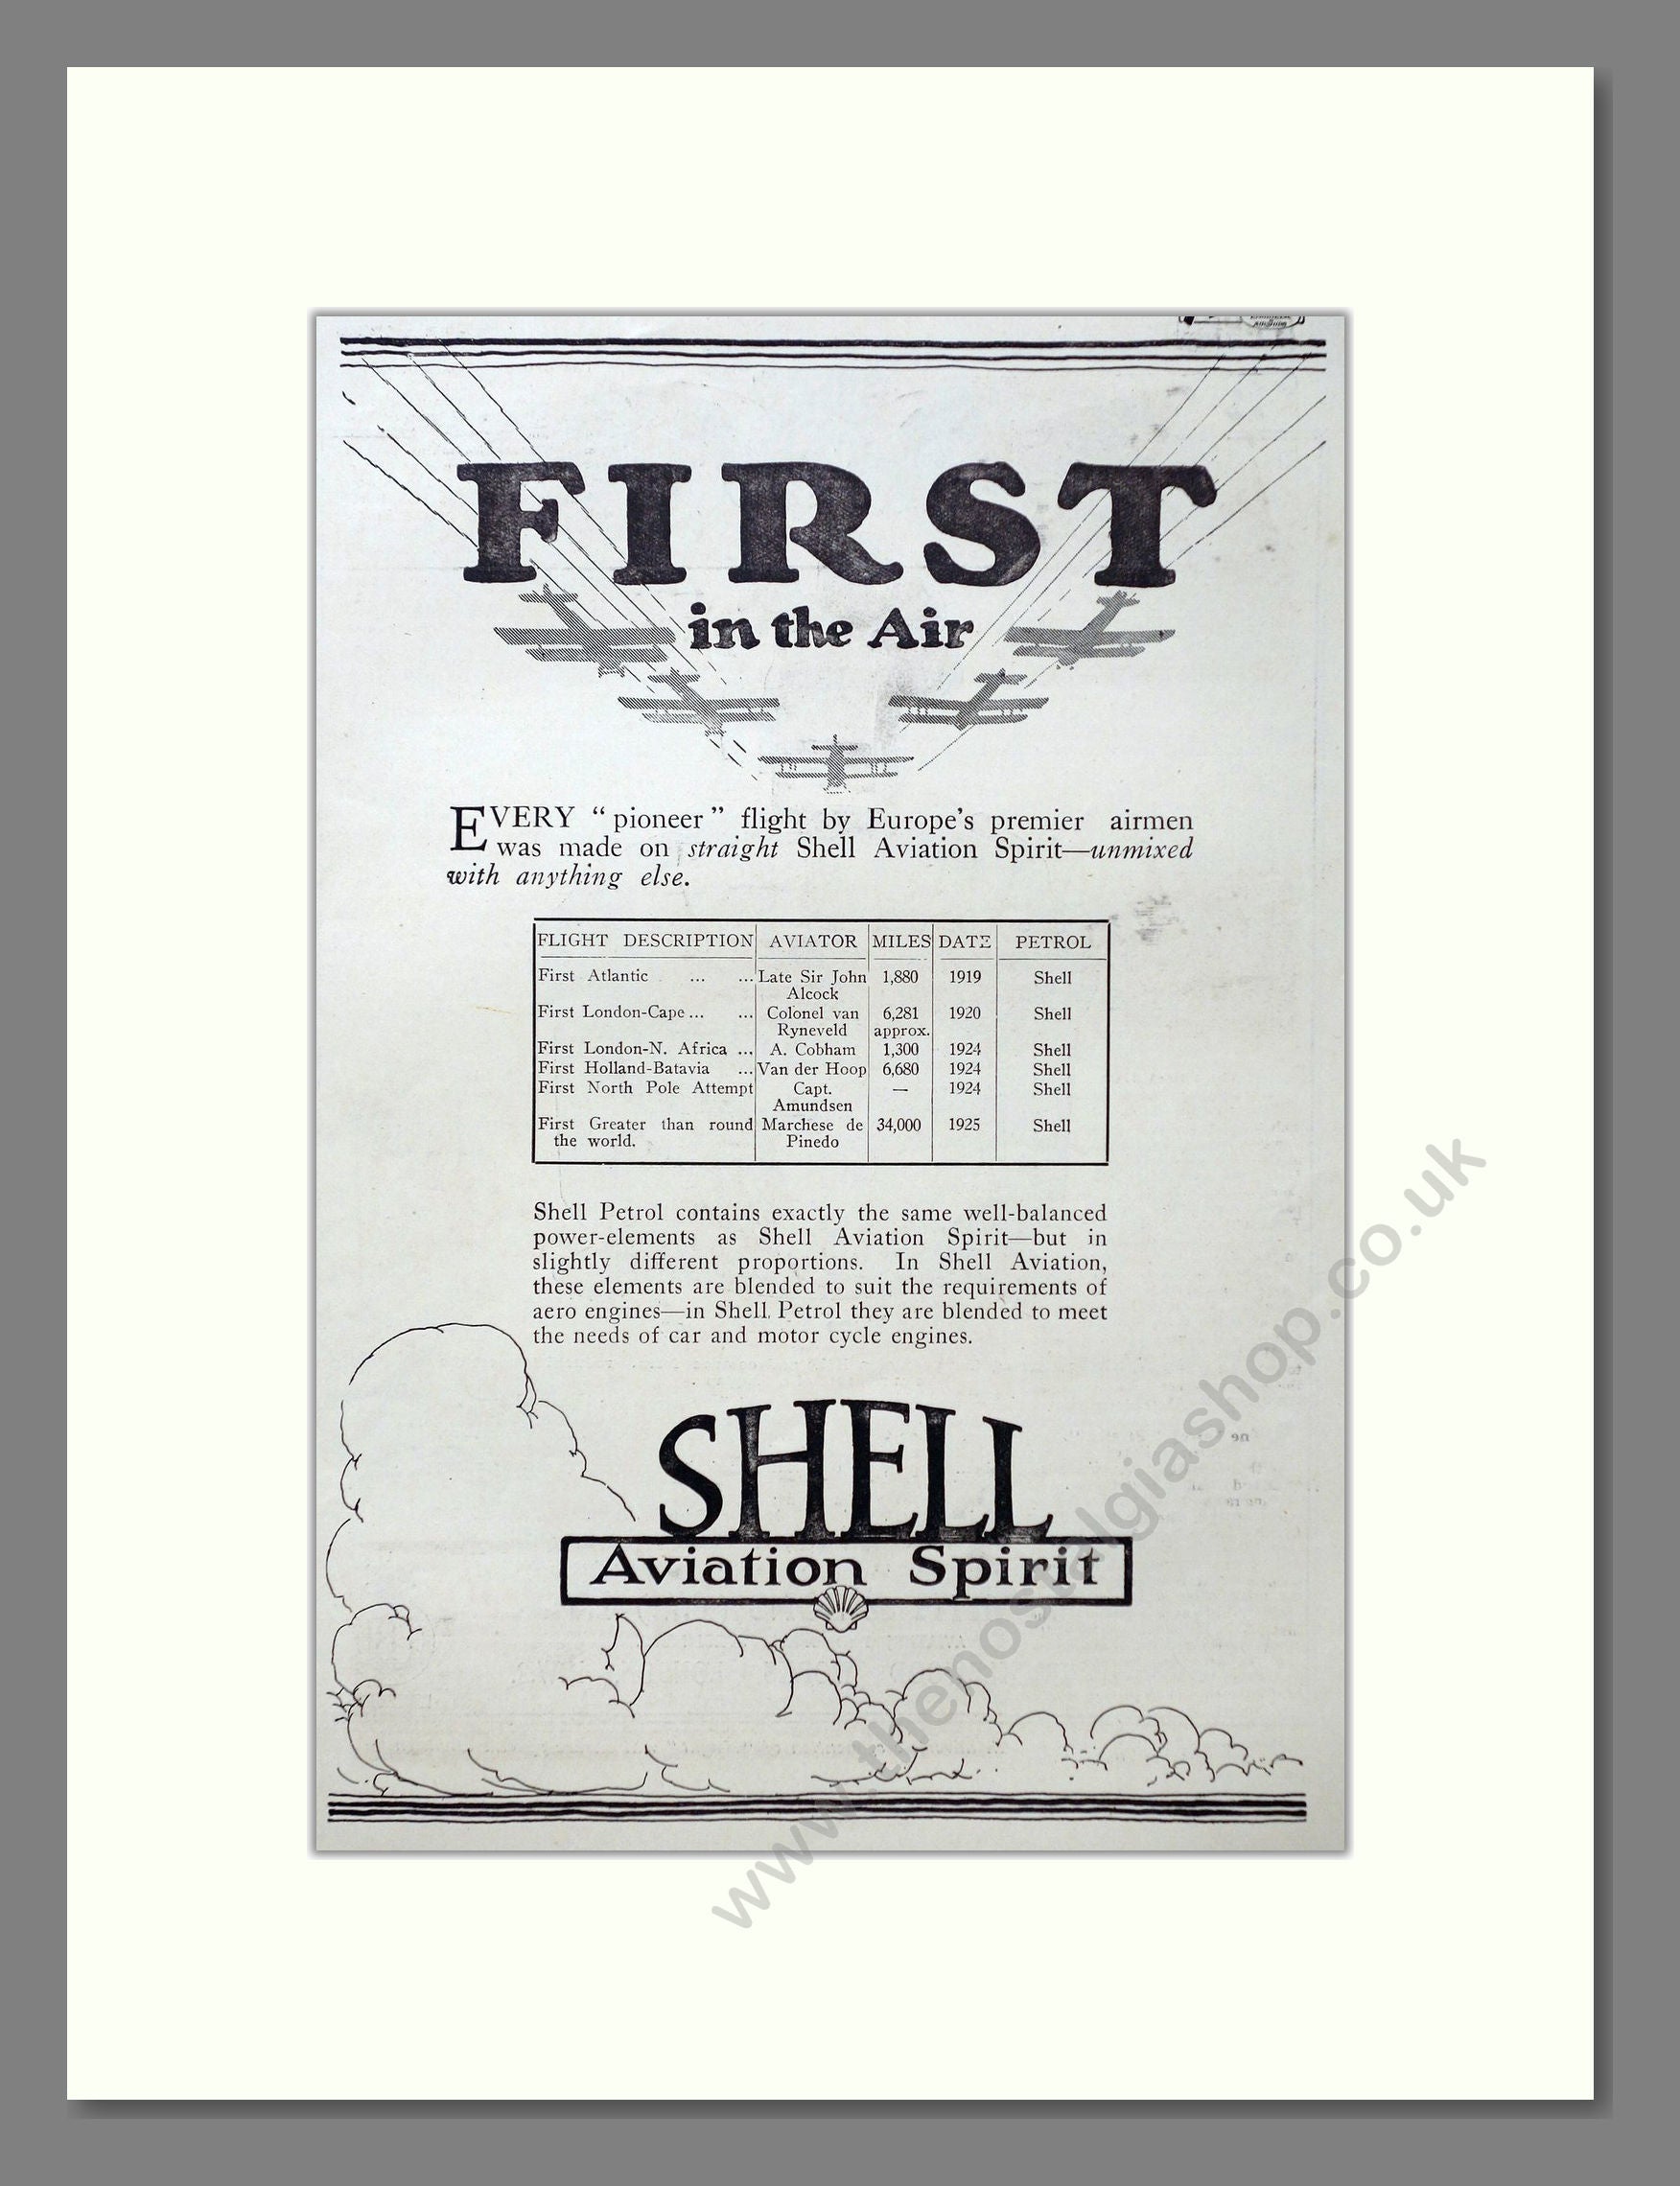 FIRST
in the Air
EVERY “pioneer” flight by Europe's premier airmen
was made on straight Shell Aviation Spirit—unmixed
with anything else.
FLIGHT DESCRIPTION AVIATOR MILES DATE PETROL
First Atlantic ... ... Late Sir John Alcock 1,880 1919 Shell
First London-Cape ... ... Colonel van Ryneveld 6,281 approx. 1920 Shell
First London-N. Africa ... A. Cobham 1,300 1924 Shell
First Holland-Batavia ... Van der Hoop 6,680 1924 Shell
First North Pole Attempt Capt. Amundsen — 1924 Shell
First Greater than round the world. Marchese de Pinedo 34,000 1925 Shell
Shell Petrol contains exactly the same well-balanced
power-elements as Shell Aviation Spirit—but in
slightly different proportions. In Shell Aviation,
these elements are blended to suit the requirements of
aero engines—in Shell Petrol they are blended to meet
the needs of car and motor cycle engines.
SHELL
Aviation Spirit
www.thenostalgiashop.co.uk